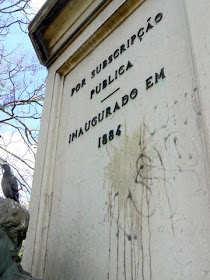 POR SUBSCRIPÇÃO
PUBLICA
INAUGURADO EM
1884